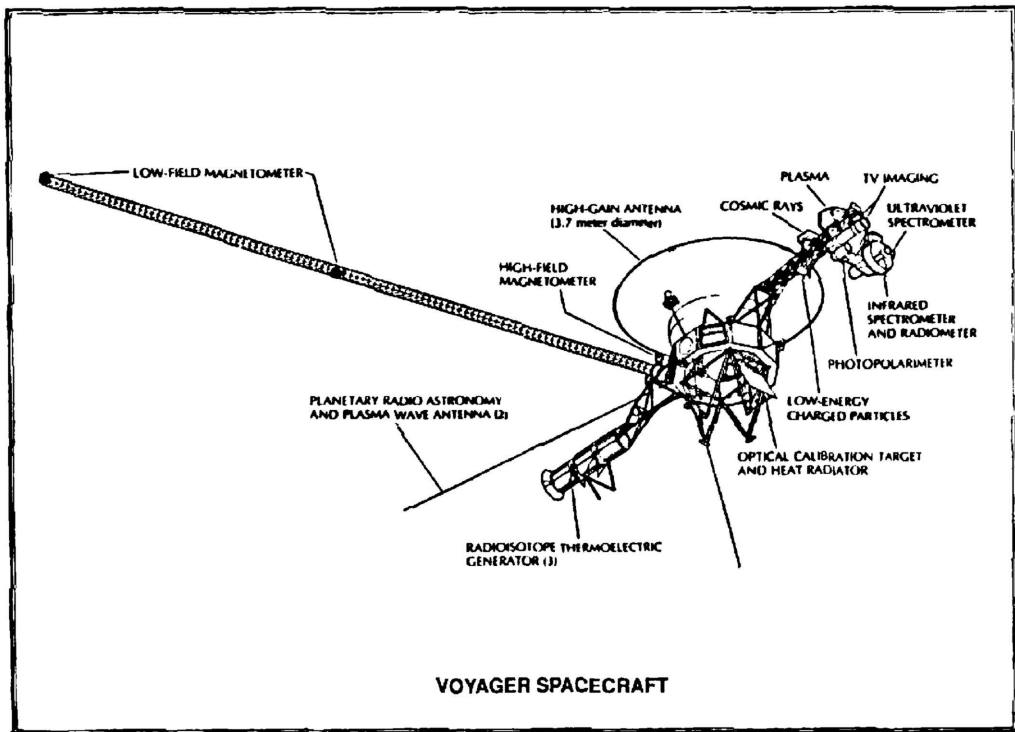 LOW-FIELD MAGNETOMETER
PLASMA
TV IMAGING
COSMIC RAYS
ULTRAVIOLET
SPECTROMETER
HIGH-GAIN ANTENNA
(3.7 meter diameter)
HIGH-FIELD
MAGNETOMETER
INFRARED
SPECTROMETER
AND RADIOMETER
PHOTOPOLARIMETER
PLANETARY RADIO ASTRONOMY
AND PLASMA WAVE ANTENNA (2)
LOW-ENERGY
CHARGED PARTICLES
OPTICAL CALIBRATION TARGET
AND HEAT RADIATOR
RADIOISOTOPE THERMOELECTRIC
GENERATOR (3)
VOYAGER SPACECRAFT